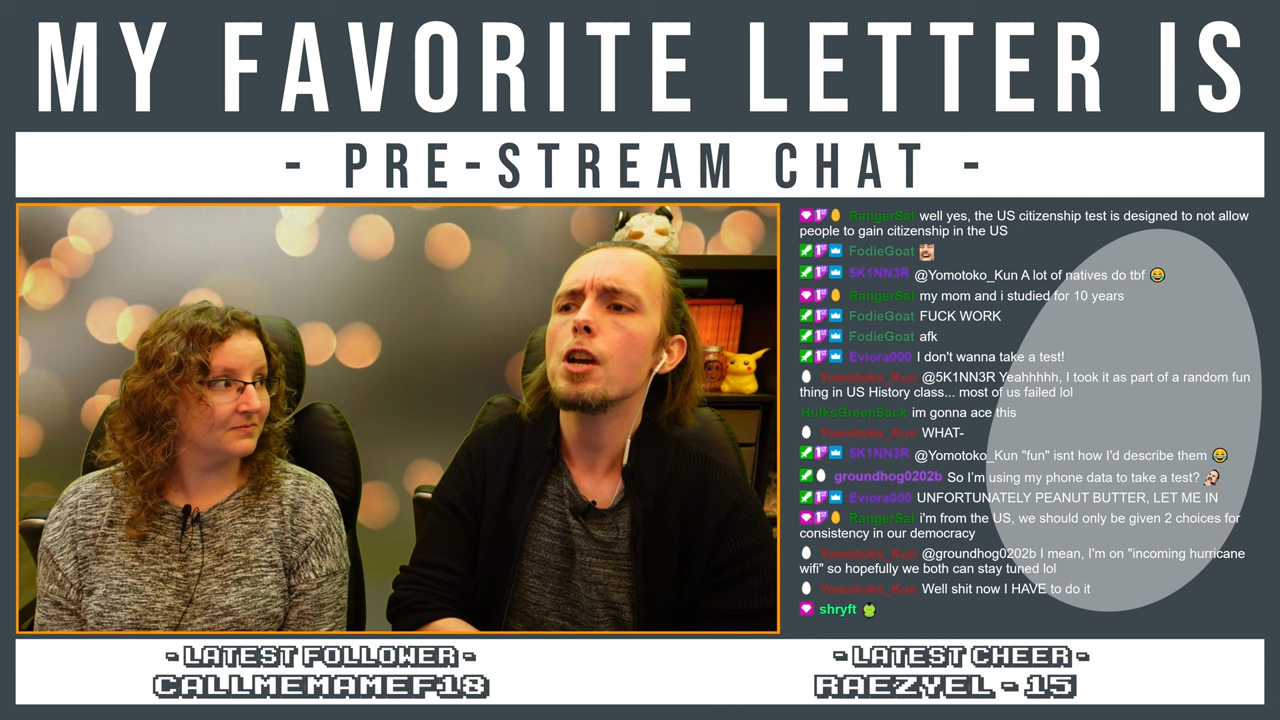 MY FAVORITE LETTER IS
- PRE-STREAM CHAT -
RangerSal well yes, the US citizenship test is designed to not allow
people to gain citizenship in the US
FodieGoat
5K1NN3R @Yomotoko_Kun A lot of natives do tbf 😂
RangerSal my mom and i studied for 10 years
FodieGoat FUCK WORK
FodieGoat afk
Eviora000 I don't wanna take a test!
Yomotoko_Kun @5K1NN3R Yeahhhhh, I took it as part of a random fun
thing in US History class... most of us failed lol
HulksGreenSack im gonna ace this
Yomotoko_Kun WHAT-
5K1NN3R @Yomotoko_Kun "fun" isnt how I'd describe them 😂
groundhog0202b So I'm using my phone data to take a test?
Eviora000 UNFORTUNATELY PEANUT BUTTER, LET ME IN
RangerSal i'm from the US, we should only be given 2 choices for
consistency in our democracy
Yomotoko_Kun @groundhog0202b I mean, I'm on "incoming hurricane
wifi" so hopefully we both can stay tuned lol
Yomotoko_Kun Well shit now I HAVE to do it
shryft
- LATEST FOLLOWER -
CALLMEMAMEF18
- LATEST CHEER -
RAEZYEL - 15